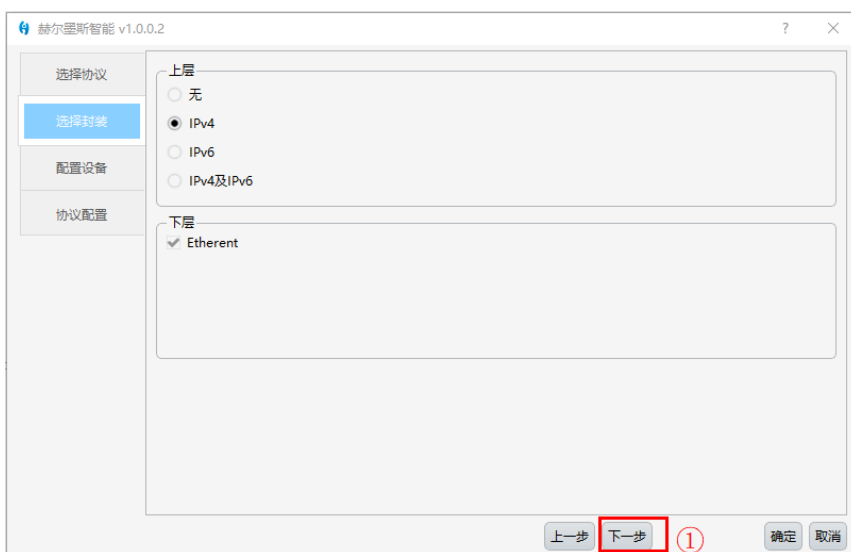 赫尔墨斯智能 v1.0.0.2
选择协议
选择封装
配置设备
协议配置
上层
无
IPv4
IPv6
IPv4及IPv6
下层
Etherent
上一步 下一步 ① 确定 取消